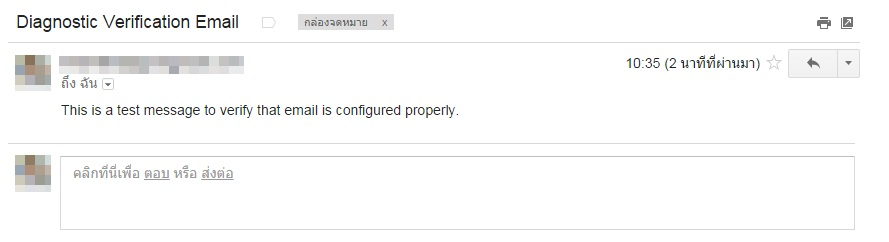 Diagnostic Verification Email กล่องจดหมาย x
10:35 (2 นาทีที่ผ่านมา)
ถึง ฉัน
This is a test message to verify that email is configured properly.
คลิกที่นี่เพื่อ ตอบ หรือ ส่งต่อ